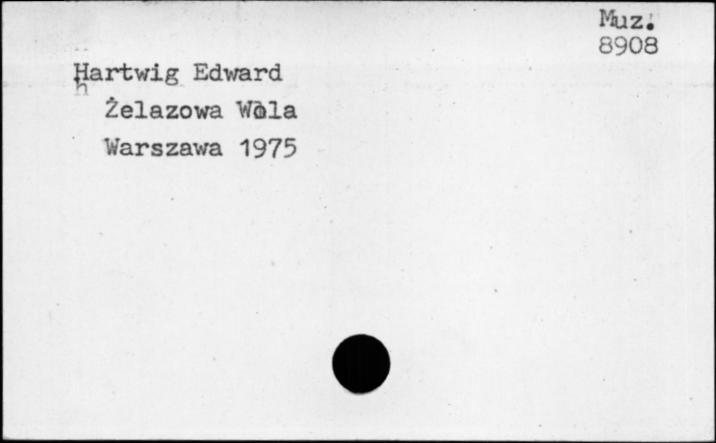 Muz.
8908
Hartwig Edward
Żelazowa Wola
Warszawa 1975